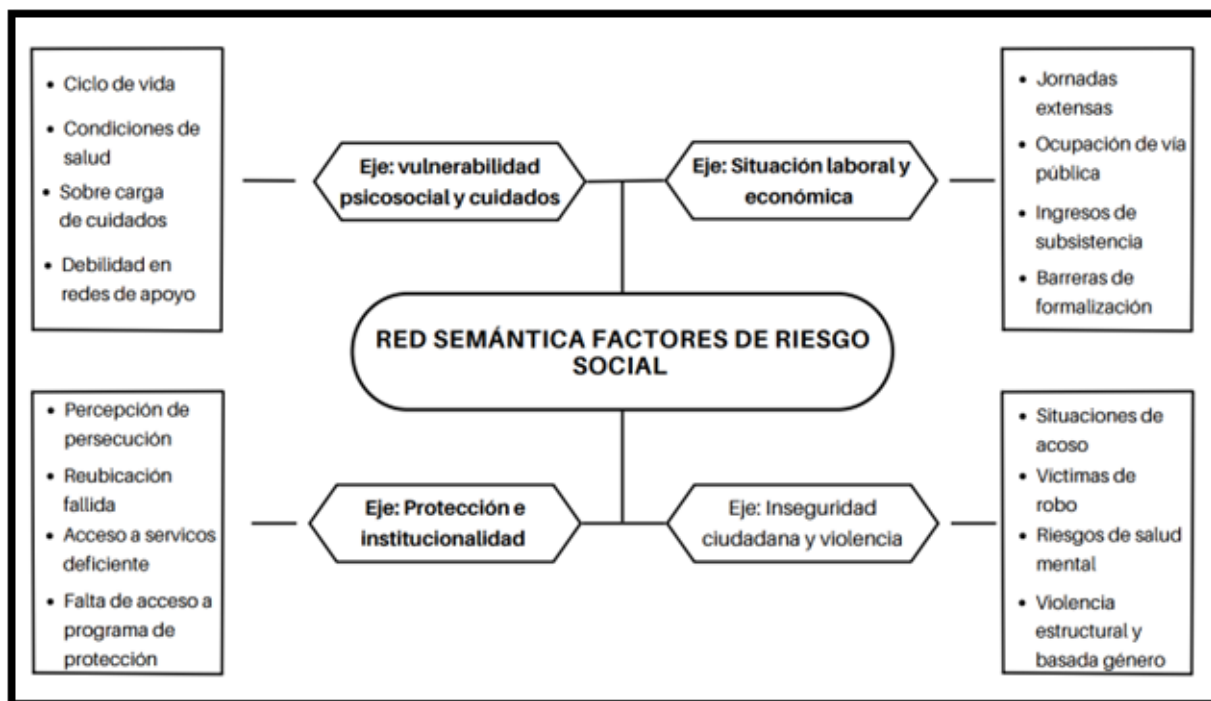 • Ciclo de vida
• Condiciones de
salud
• Sobre carga
de cuidados
• Debilidad en
redes de apoyo
Eje: vulnerabilidad
psicosocial y cuidados
Eje: Situación laboral y
económica
• Jornadas
extensas
• Ocupación de vía
pública
• Ingresos de
subsistencia
• Barreras de
formalización
RED SEMÁNTICA FACTORES DE RIESGO
SOCIAL
• Percepción de
persecución
• Reubicación
fallida
• Acceso a servicos
deficiente
• Falta de acceso a
programa de
protección
Eje: Protección e
institucionalidad
Eje: Inseguridad
ciudadana y violencia
• Situaciones de
acoso
• Víctimas de
robo
• Riesgos de salud
mental
• Violencia
estructural y
basada género